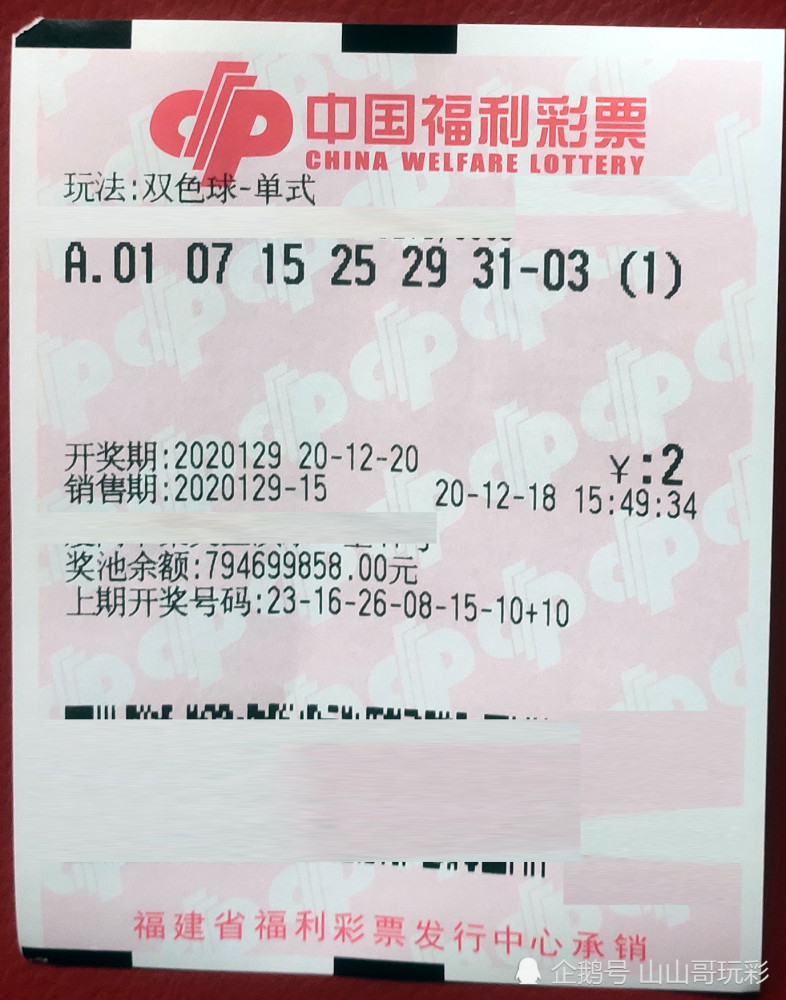 中国福利彩票
CHINA WELFARE LOTTERY
玩法:双色球-单式
A.01 07 15 25 29 31-03 (1)
开奖期:2020129 20-12-20
¥:2
销售期:2020129-15 20-12-18 15:49:34
奖池余额:794699858.00元
上期开奖号码:23-16-26-08-15-10+10
福建省福利彩票发行中心承销
企鹅号 山山哥玩彩